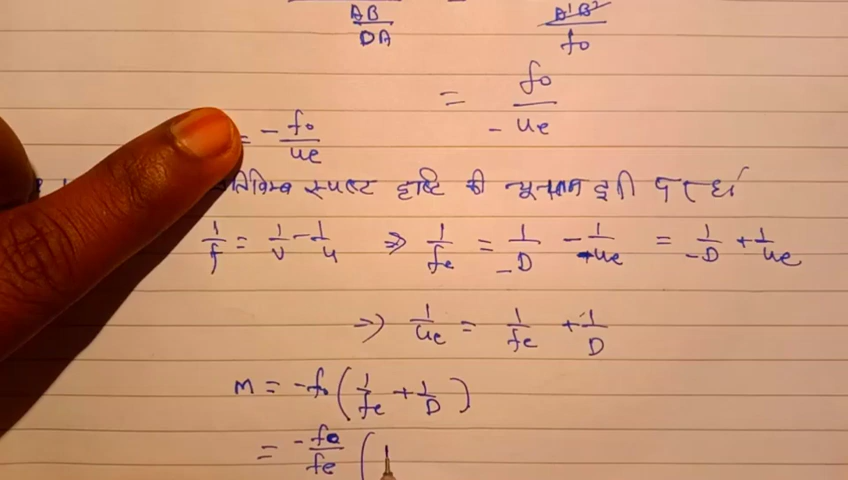 AB/DA A'B'/fo
= fo/-ue
= -fo/ue
प्रतिबिम्ब स्पष्ट दृष्टि की न्यूनतम दूरी पर
1/f = 1/v - 1/u ⇒ 1/fe = 1/-D - 1/-ue = 1/-D + 1/ue
⇒ 1/ue = 1/fe + 1/D
M = -fo ( 1/fe + 1/D )
= -fo/fe ( 1